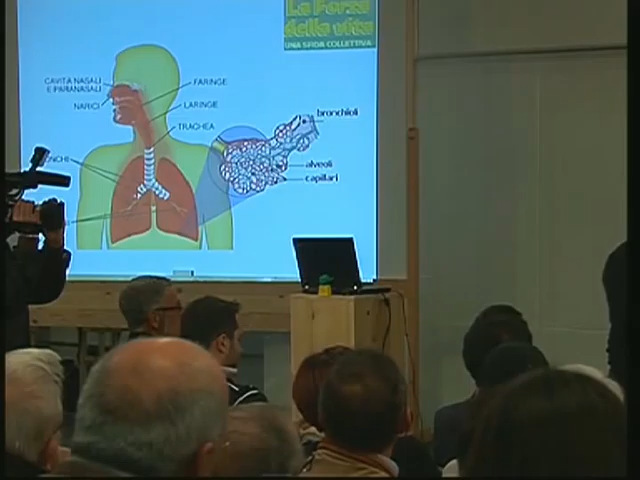 La Forza
della vita
UNA SFIDA COLLETTIVA
CAVITÀ NASALI
E PARANASALI
FARINGE
NARICI
LARINGE
TRACHEA
bronchioli
alveoli
capillari